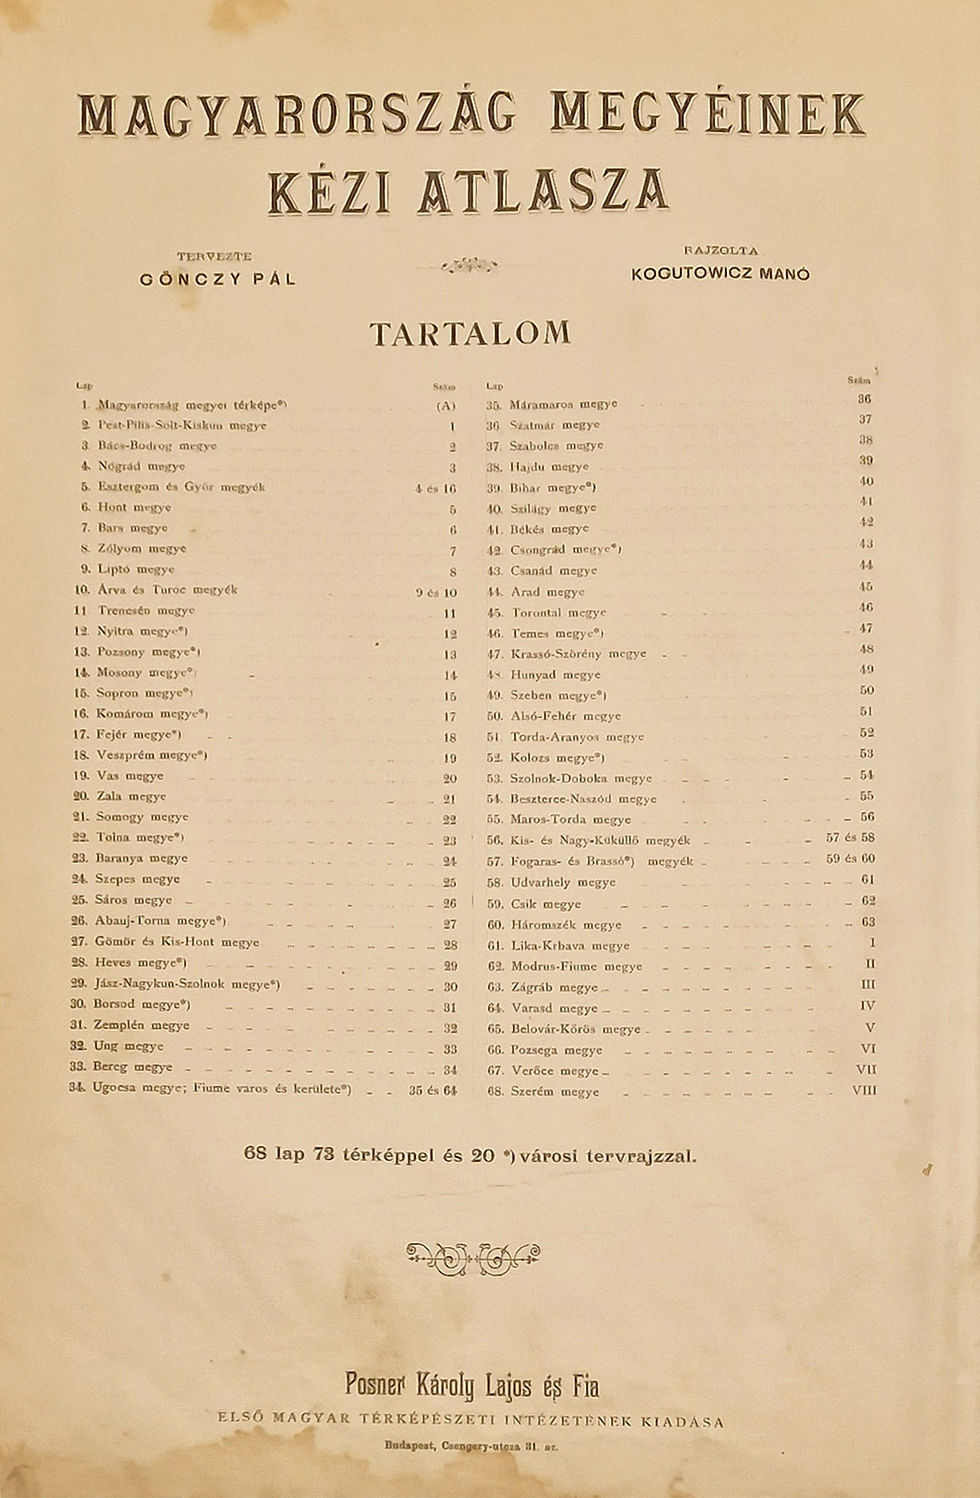 MAGYARORSZÁG MEGYÉINEK
KÉZI ATLASZA
TERVEZTE
GÖNCZY PÁL
RAJZOLTA
KOGUTOWICZ MANÓ
TARTALOM
Lap Szám
1. Magyarország megyei térképe*) (A)
2. Pest-Pilis-Solt-Kiskun megye 1
3. Bács-Bodrog megye 2
4. Nógrád megye 3
5. Esztergom és Győr megyék 4 és 16
6. Hont megye 5
7. Bars megye 6
8. Zólyom megye 7
9. Liptó megye 8
10. Árva és Turoc megyék 9 és 10
11 Trencsén megye 11
12. Nyitra megye*) 12
13. Pozsony megye*) 13
14. Mosony megye*) 14
15. Sopron megye*) 15
16. Komárom megye*) 17
17. Fejér megye*) 18
18. Veszprém megye*) 19
19. Vas megye 20
20. Zala megye 21
21. Somogy megye 22
22. Tolna megye*) 23
23. Baranya megye 24
24. Szepes megye 25
25. Sáros megye 26
26. Abauj-Torna megye*) 27
27. Gömör és Kis-Hont megye 28
28. Heves megye*) 29
29. Jász-Nagykun-Szolnok megye*) 30
30. Borsod megye*) 31
31. Zemplén megye 32
32. Ung megye 33
33. Bereg megye 34
34. Ugocsa megye; Fiume varos és kerülete*) 35 és 64
Lap Szám
35. Máramaros megye 36
36. Szatmár megye 37
37. Szabolcs megye 38
38. Hajdu megye 39
39. Bihar megye*) 40
40. Szilágy megye 41
41. Békés megye 42
42. Csongrád megye*) 43
43. Csanád megye 44
44. Arad megye 45
45. Torontál megye 46
46. Temes megye*) 47
47. Krassó-Szörény megye 48
48 Hunyad megye 49
49. Szeben megye*) 50
50. Alsó-Fehér megye 51
51. Torda-Aranyos megye 52
52. Kolozs megye*) 53
53. Szolnok-Doboka megye 54
54. Beszterce-Naszód megye 55
55. Maros-Torda megye 56
56. Kis- és Nagy-Küküllő megyék 57 és 58
57. Fogaras- és Brassó*) megyék 59 és 60
58. Udvarhely megye 61
59. Csik megye 62
60. Háromszék megye 63
61. Lika-Krbava megye I
62. Modrus-Fiume megye II
63. Zágráb megye III
64. Varasd megye IV
65. Belovár-Kőrös megye V
66. Pozsega megye VI
67. Verőce megye VII
68. Szerém megye VIII
68 lap 73 térképpel és 20 *) városi tervrajzzal.
Posner Károly Lajos és Fia
ELSŐ MAGYAR TÉRKÉPÉSZETI INTÉZETÉNEK KIADÁSA
Budapest, Csengery-utcza 31. sz.